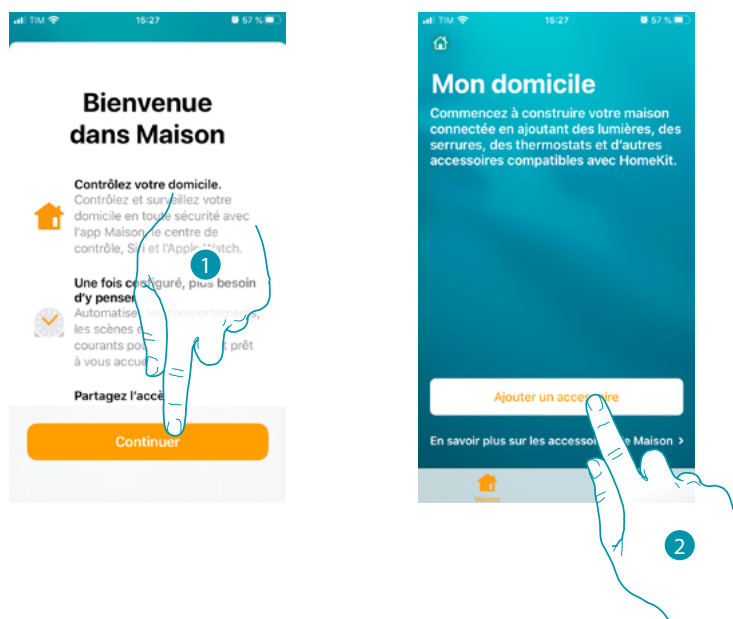 TIM 15:27 57 %
Bienvenue
dans Maison
Contrôlez votre domicile.
Contrôlez et surveillez votre
domicile en toute sécurité avec
l'app Maison, le centre de
contrôle, Siri et l'Apple Watch.
Une fois configuré, plus besoin
d'y penser
Automatisez les comportements,
les scènes
courants prêt
à vous
Partagez l'accè
Continuer
1
TIM 15:27 57 %
Mon domicile
Commencez à construire votre maison
connectée en ajoutant des lumières, des
serrures, des thermostats et d'autres
accessoires compatibles avec HomeKit.
Ajouter un accessoire
En savoir plus sur les Maison >
Maison
2